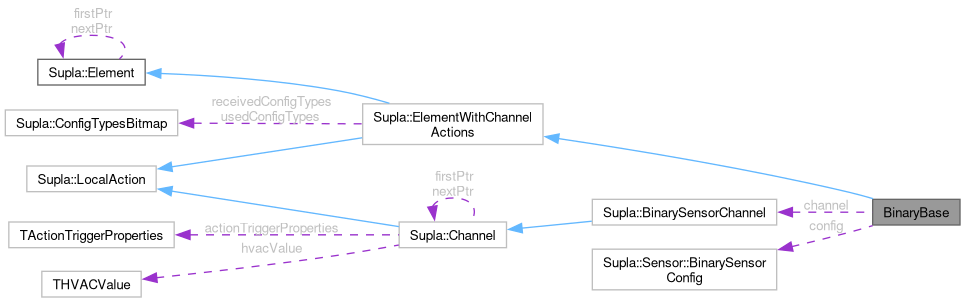 firstPtr
nextPtr
Supla::Element
receivedConfigTypes
usedConfigTypes
Supla::ConfigTypesBitmap
Supla::ElementWithChannel
Actions
Supla::LocalAction
firstPtr
nextPtr
channel
config
Supla::BinarySensorChannel
BinaryBase
actionTriggerProperties
TActionTriggerProperties
Supla::Channel
hvacValue
Supla::Sensor::BinarySensor
Config
THVACValue